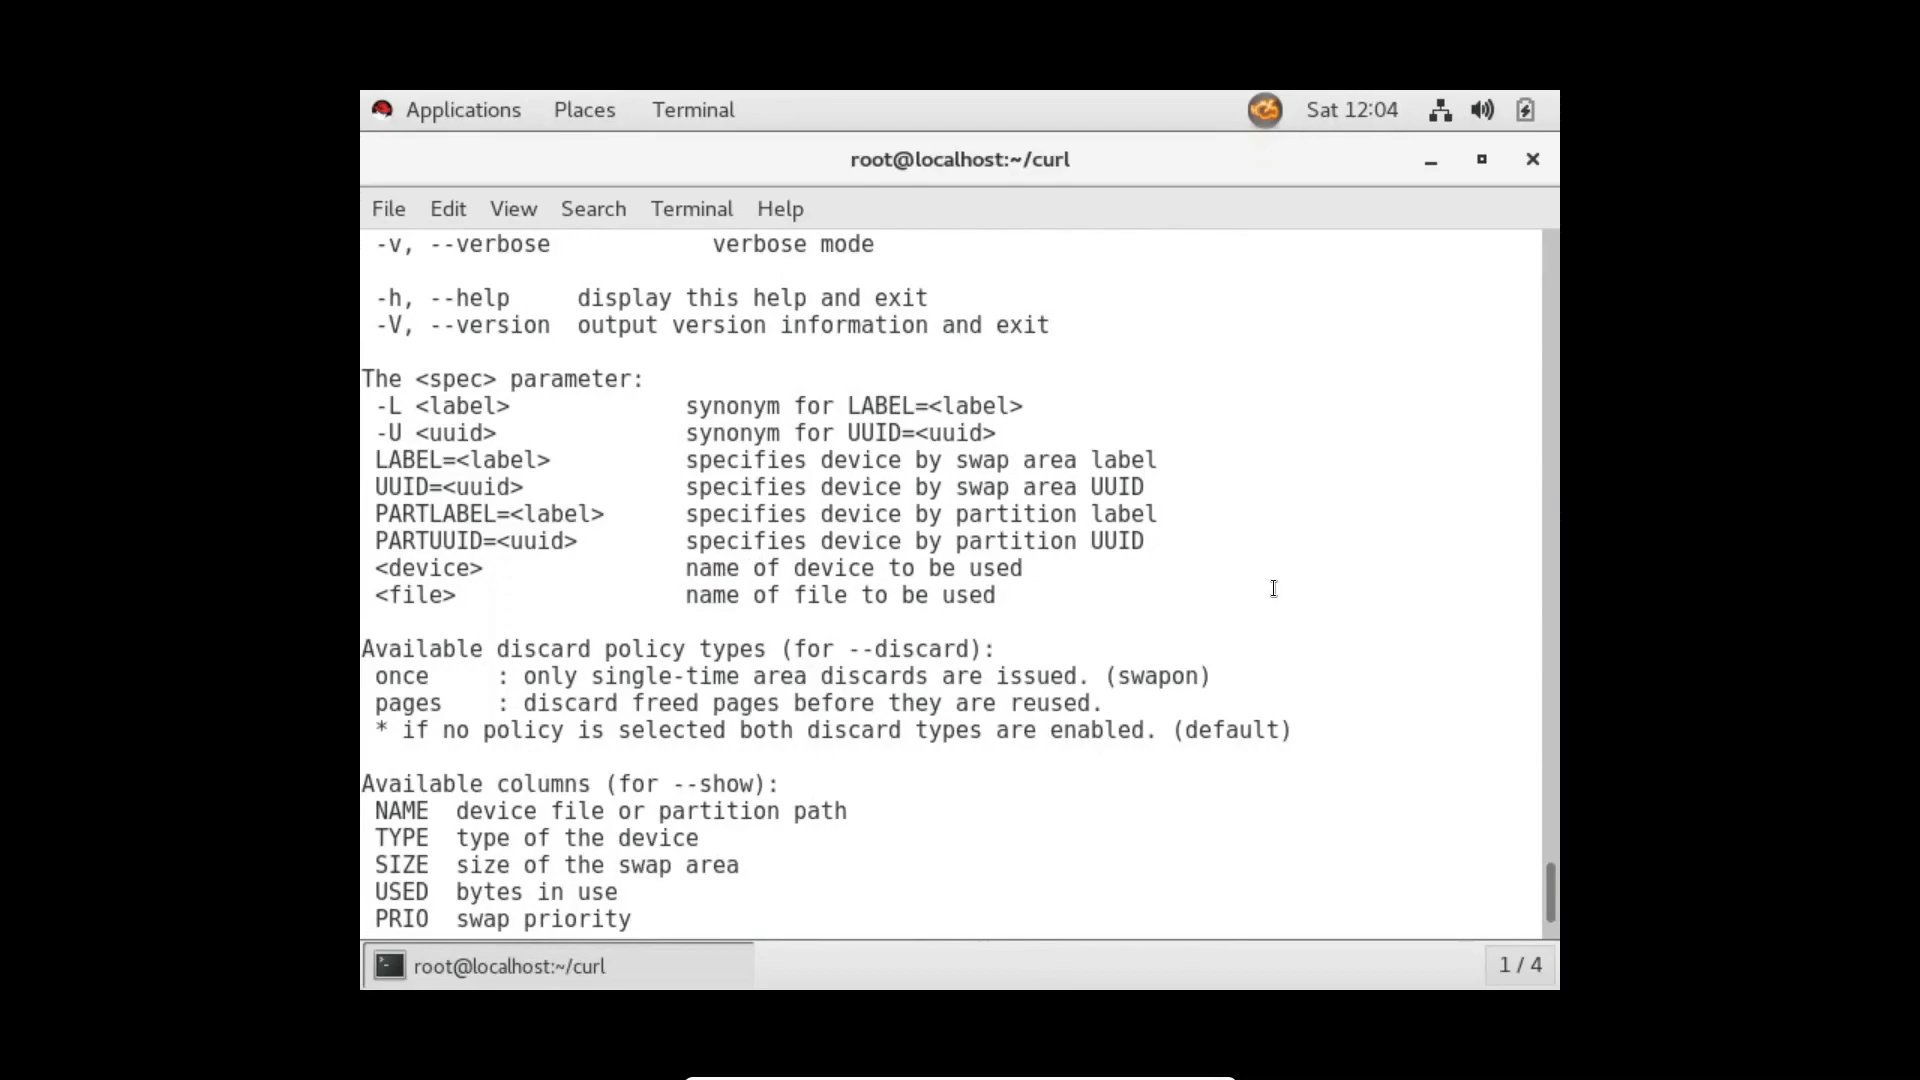 Applications Places Terminal Sat 12:04
root@localhost:~/curl
File Edit View Search Terminal Help
-v, --verbose verbose mode
-h, --help display this help and exit
-V, --version output version information and exit
The <spec> parameter:
-L <label> synonym for LABEL=<label>
-U <uuid> synonym for UUID=<uuid>
LABEL=<label> specifies device by swap area label
UUID=<uuid> specifies device by swap area UUID
PARTLABEL=<label> specifies device by partition label
PARTUUID=<uuid> specifies device by partition UUID
<device> name of device to be used
<file> name of file to be used
Available discard policy types (for --discard):
once : only single-time area discards are issued. (swapon)
pages : discard freed pages before they are reused.
* if no policy is selected both discard types are enabled. (default)
Available columns (for --show):
NAME device file or partition path
TYPE type of the device
SIZE size of the swap area
USED bytes in use
PRIO swap priority
root@localhost:~/curl 1 / 4